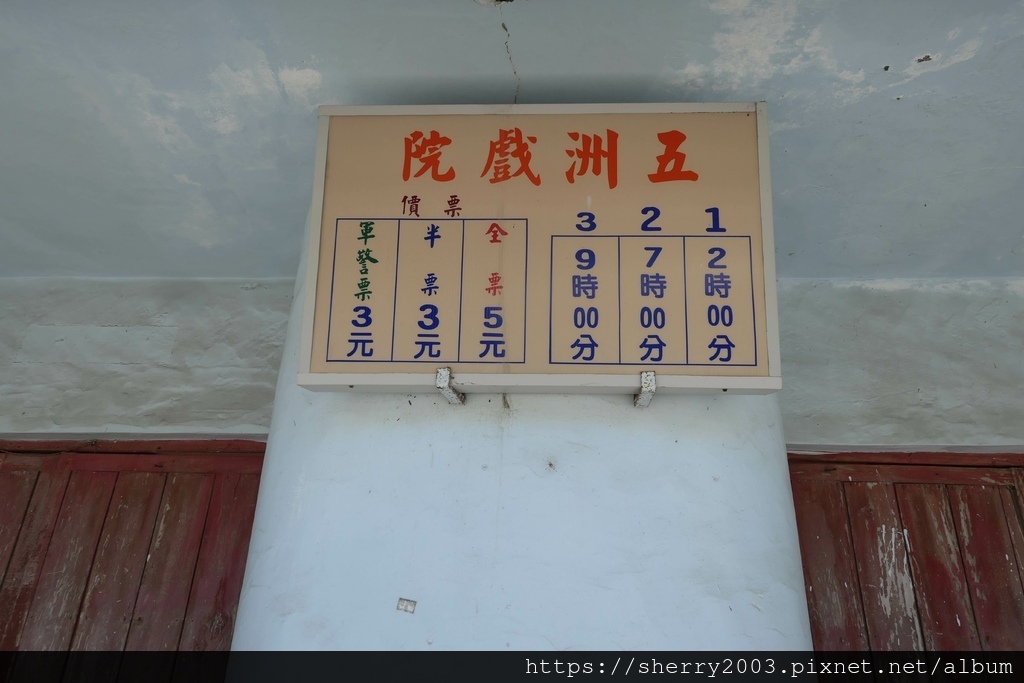 五洲戲院
1 2 3
2時00分
7時00分
9時00分
票價
全票5元
半票3元
軍警票3元
https://sherry2003.pixnet.net/album